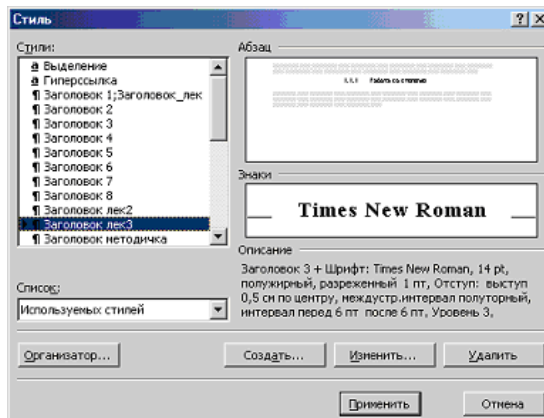 Стиль
Стили:
Выделение
Гиперссылка
Заголовок 1;Заголовок_лек
Заголовок 2
Заголовок 3
Заголовок 4
Заголовок 5
Заголовок 6
Заголовок 7
Заголовок 8
Заголовок лек2
Заголовок лек3
Заголовок методичка
Список:
Используемых стилей
Абзац
Знаки
Times New Roman
Описание
Заголовок 3 + Шрифт: Times New Roman, 14 pt,
полужирный, разреженный 1 пт, Отступ: выступ
0,5 см по центру, междустр.интервал полуторный,
интервал перед 6 пт после 6 пт, Уровень 3,
Организатор...
Создать...
Изменить...
Удалить
Применить
Отмена